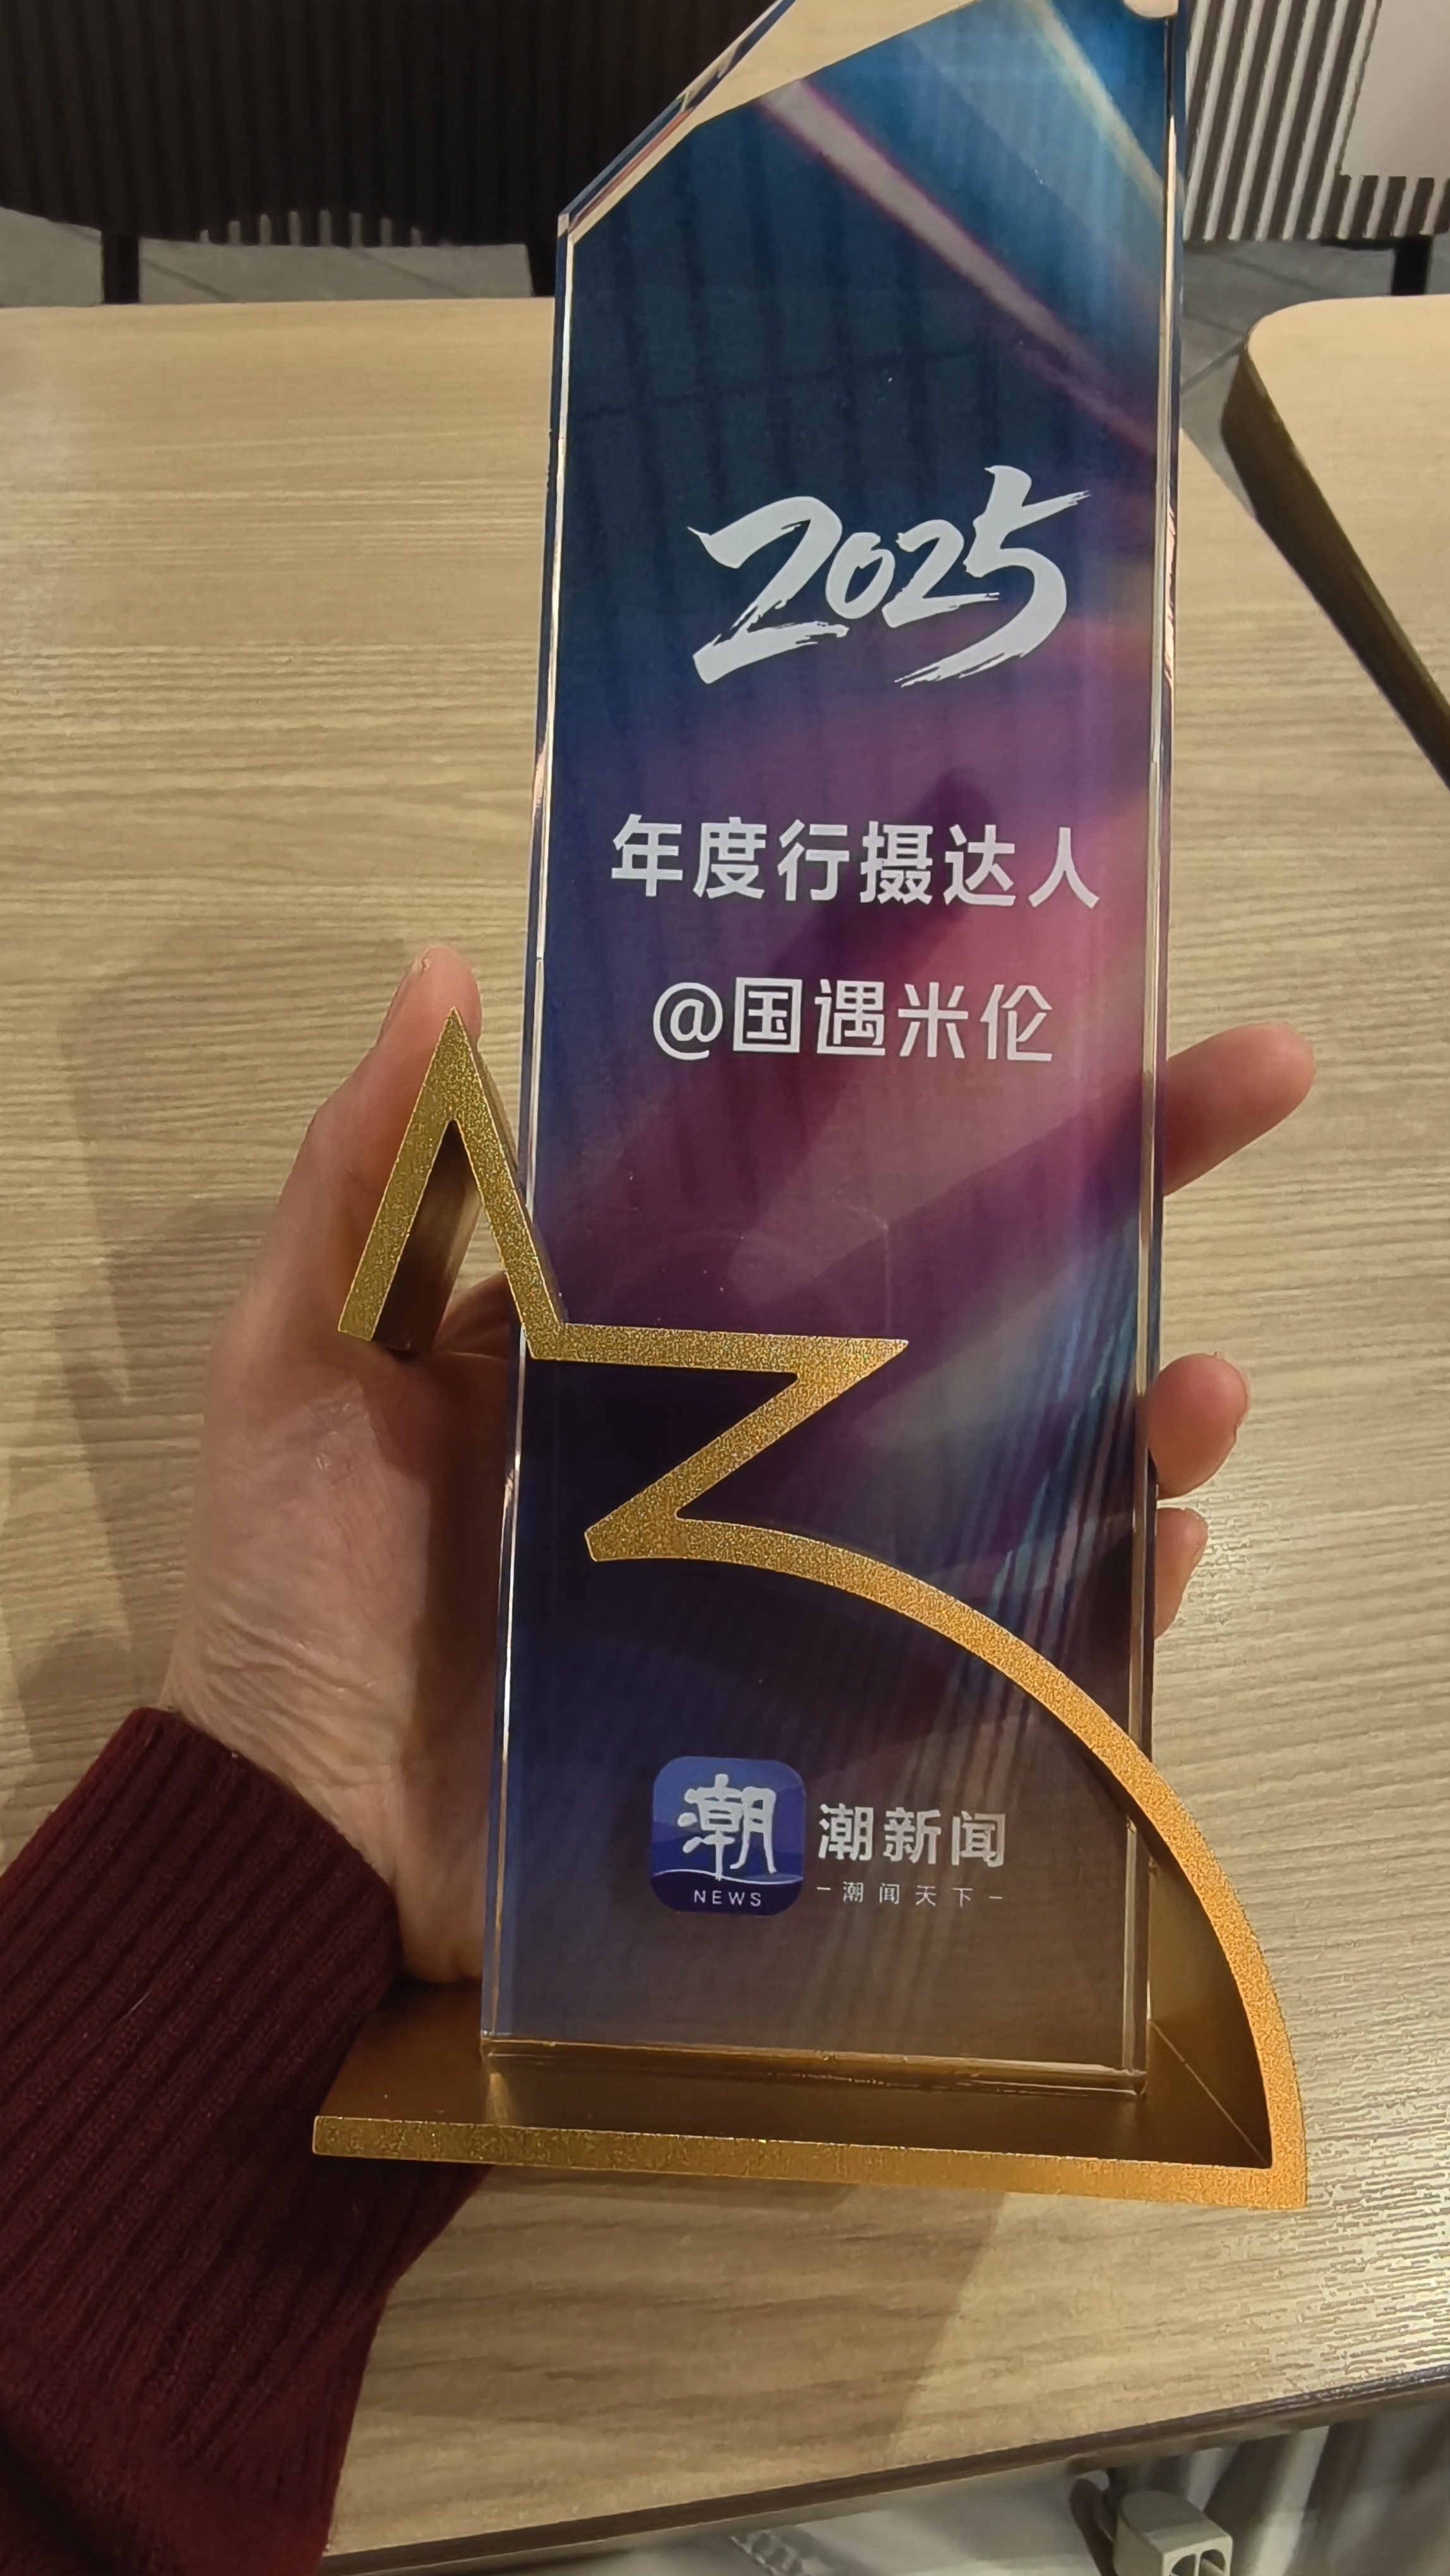 2025
年度行摄达人
@国遇米伦
潮 NEWS
潮新闻
-潮闻天下-